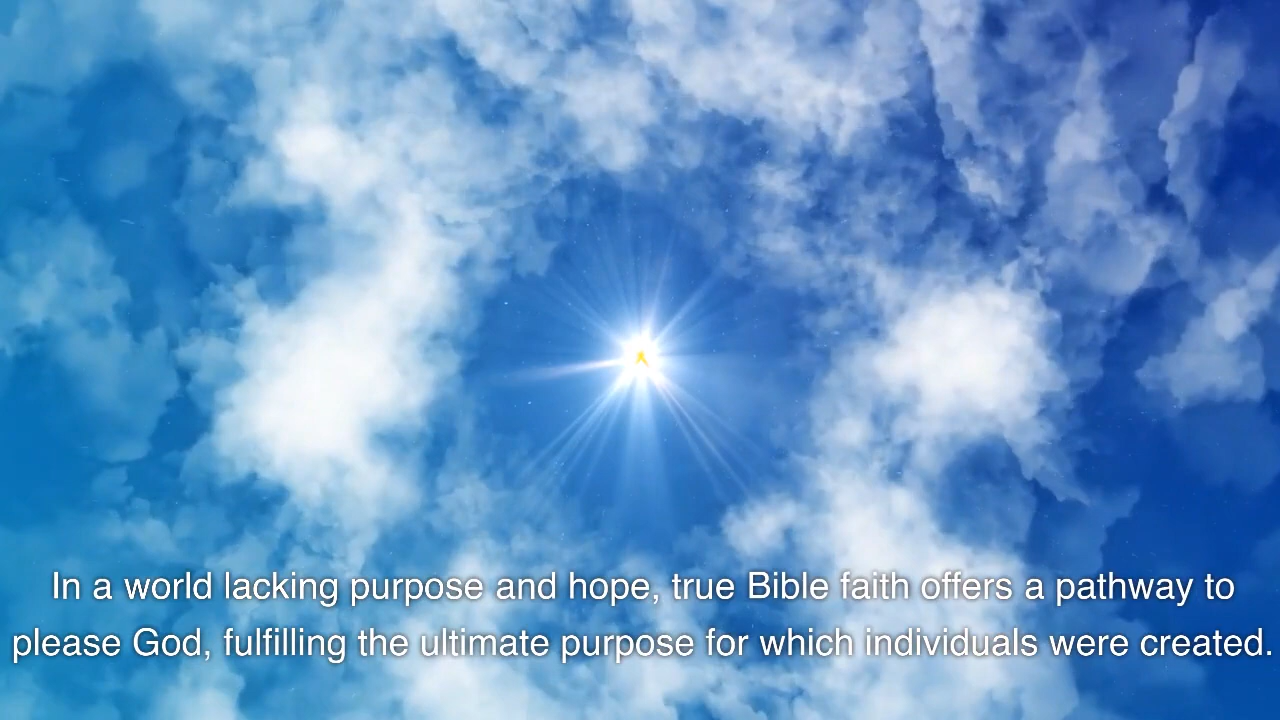 In a world lacking purpose and hope, true Bible faith offers a pathway to
please God, fulfilling the ultimate purpose for which individuals were created.